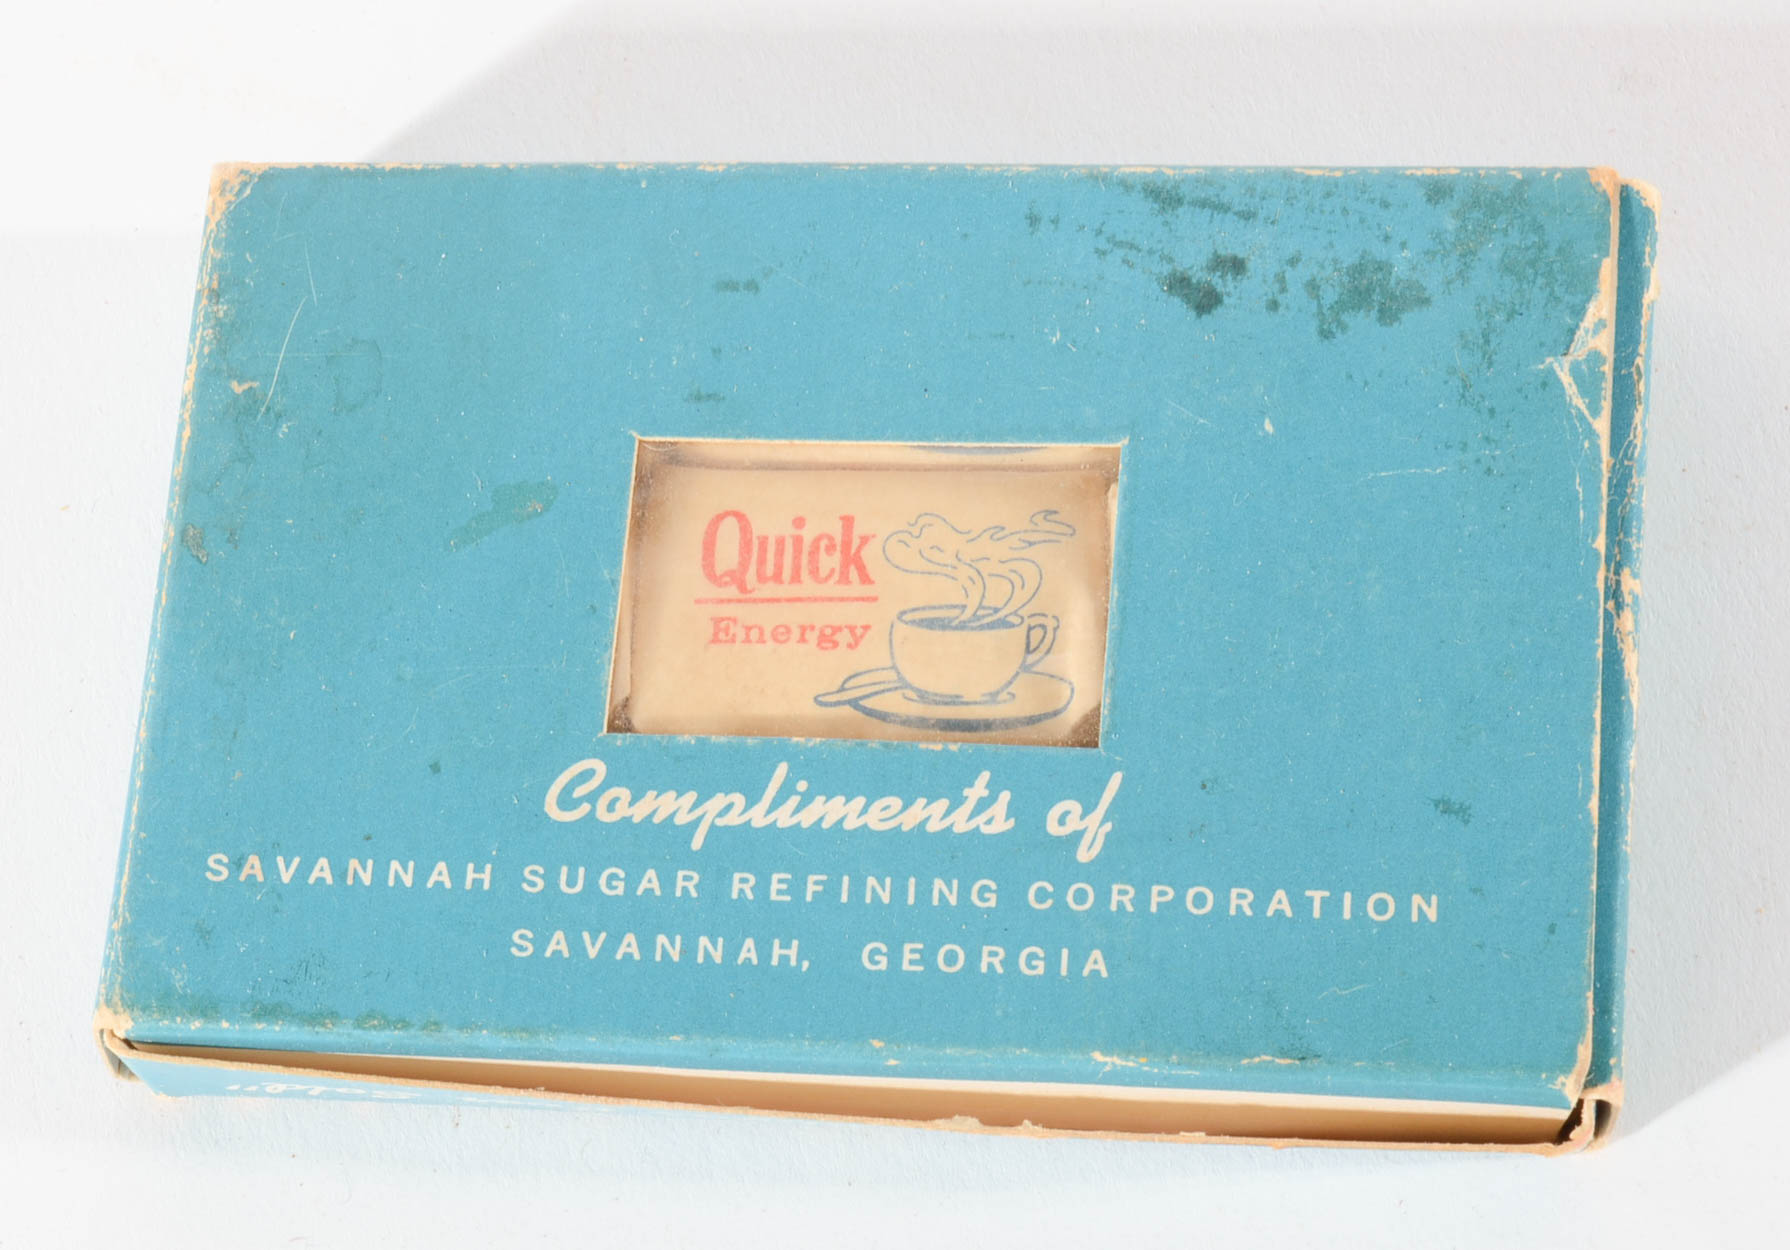 Quick
Energy
Compliments of
SAVANNAH SUGAR REFINING CORPORATION
SAVANNAH, GEORGIA